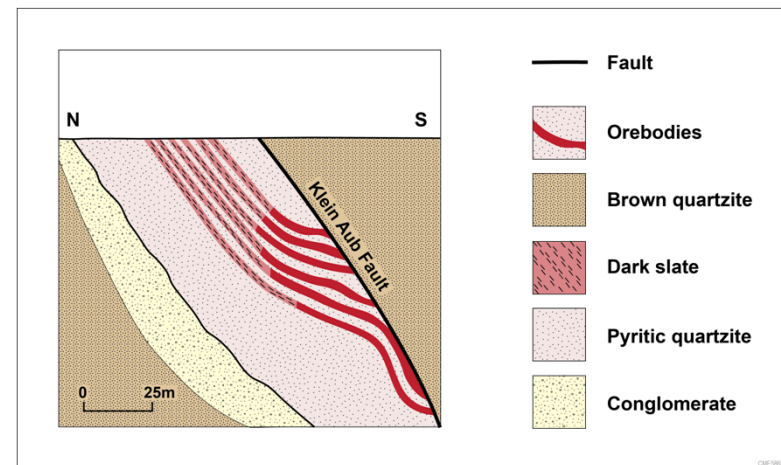 N
S
Klein Aub Fault
0
25m
Fault
Orebodies
Brown quartzite
Dark slate
Pyritic quartzite
Conglomerate